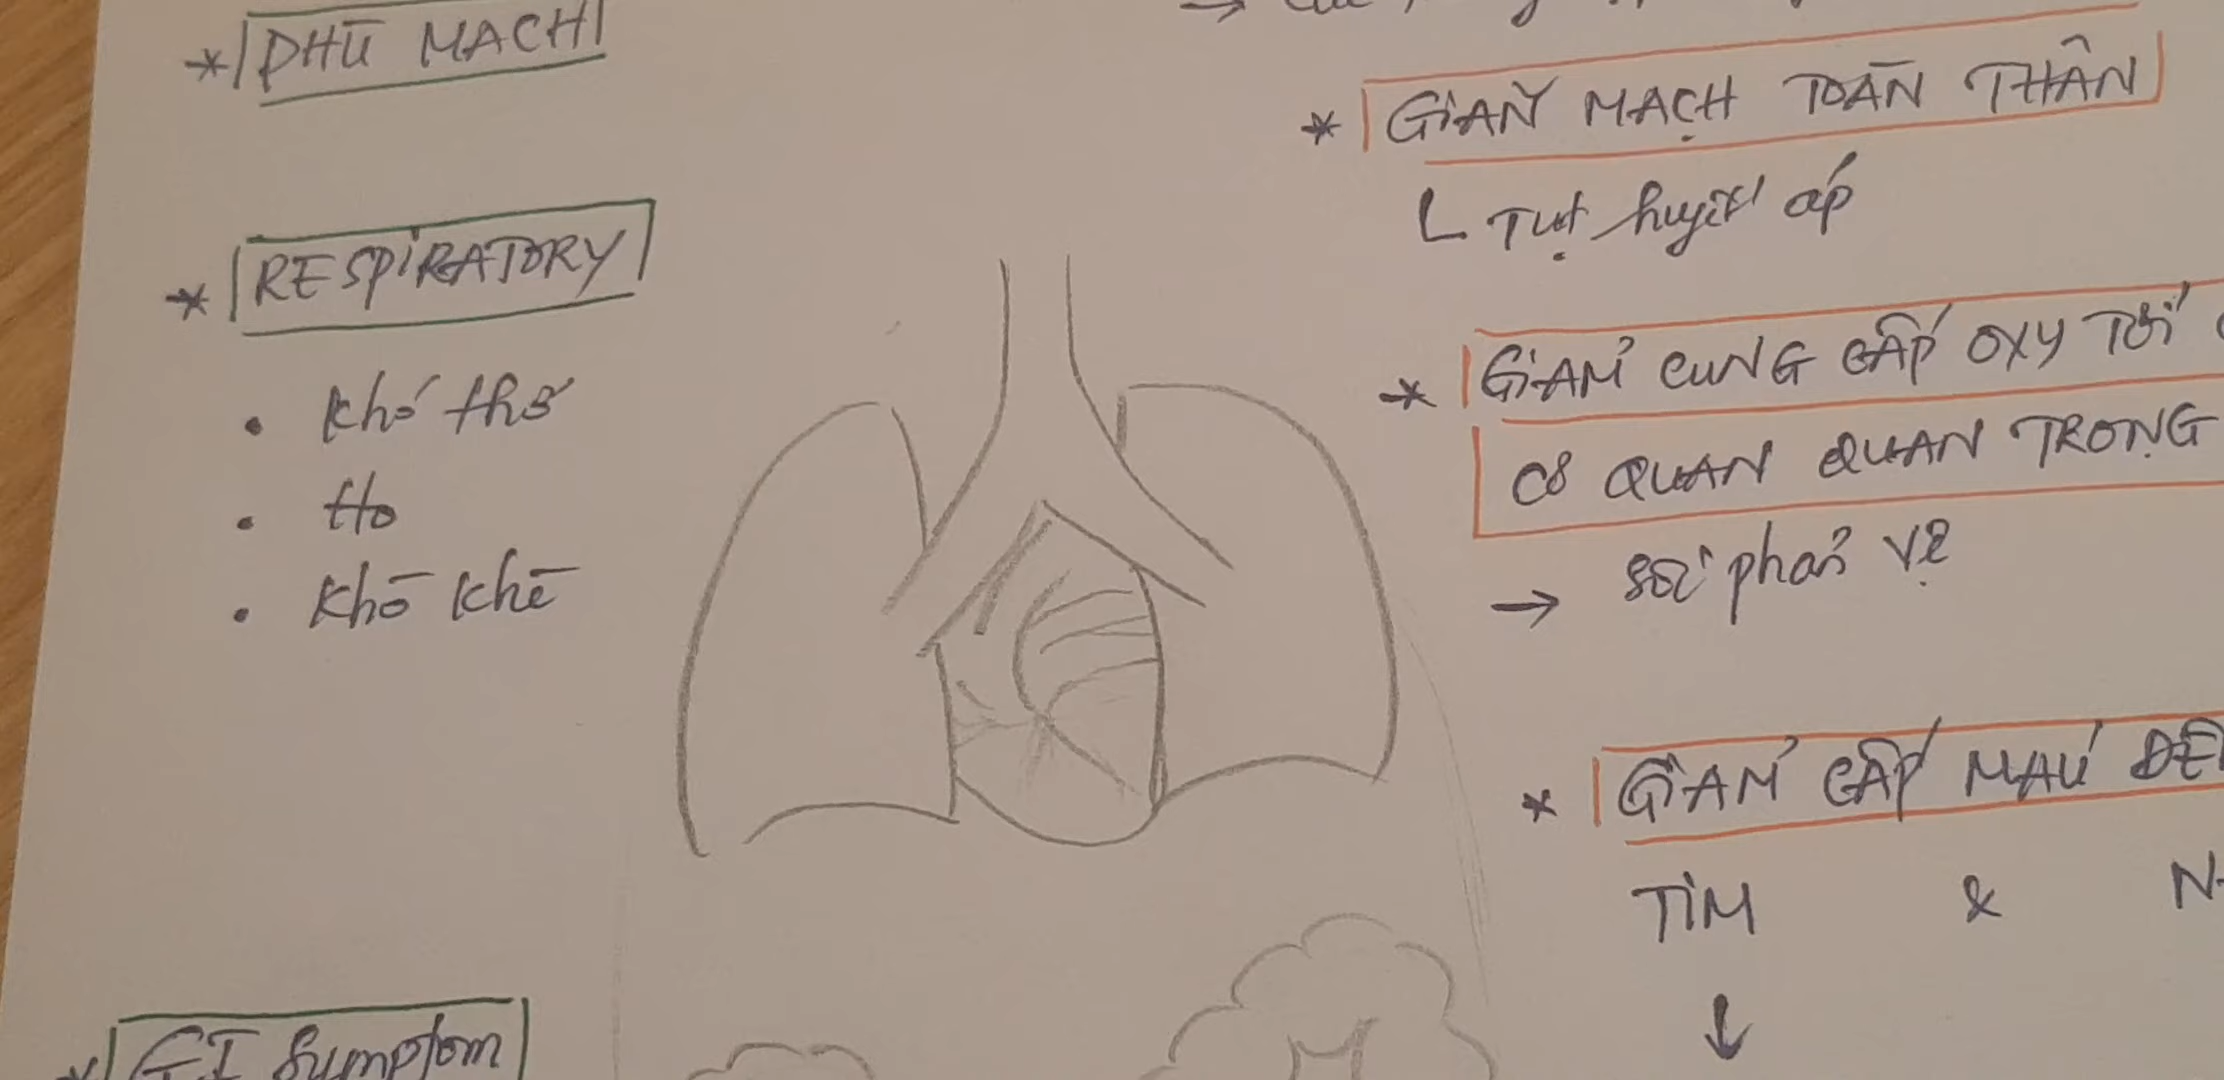 * PHÙ MẠCH
* RESPIRATORY
• Khó thở
• Ho
• Khò khè
* GI Symptom
* GIÃN MẠCH TOÀN THÂN
Tụt huyết áp
* GIẢM CUNG CẤP OXY TỚI
CƠ QUAN QUAN TRỌNG
→ sốc phản vệ
* GIẢM CẤP MÁU ĐẾ
TIM & N
↓